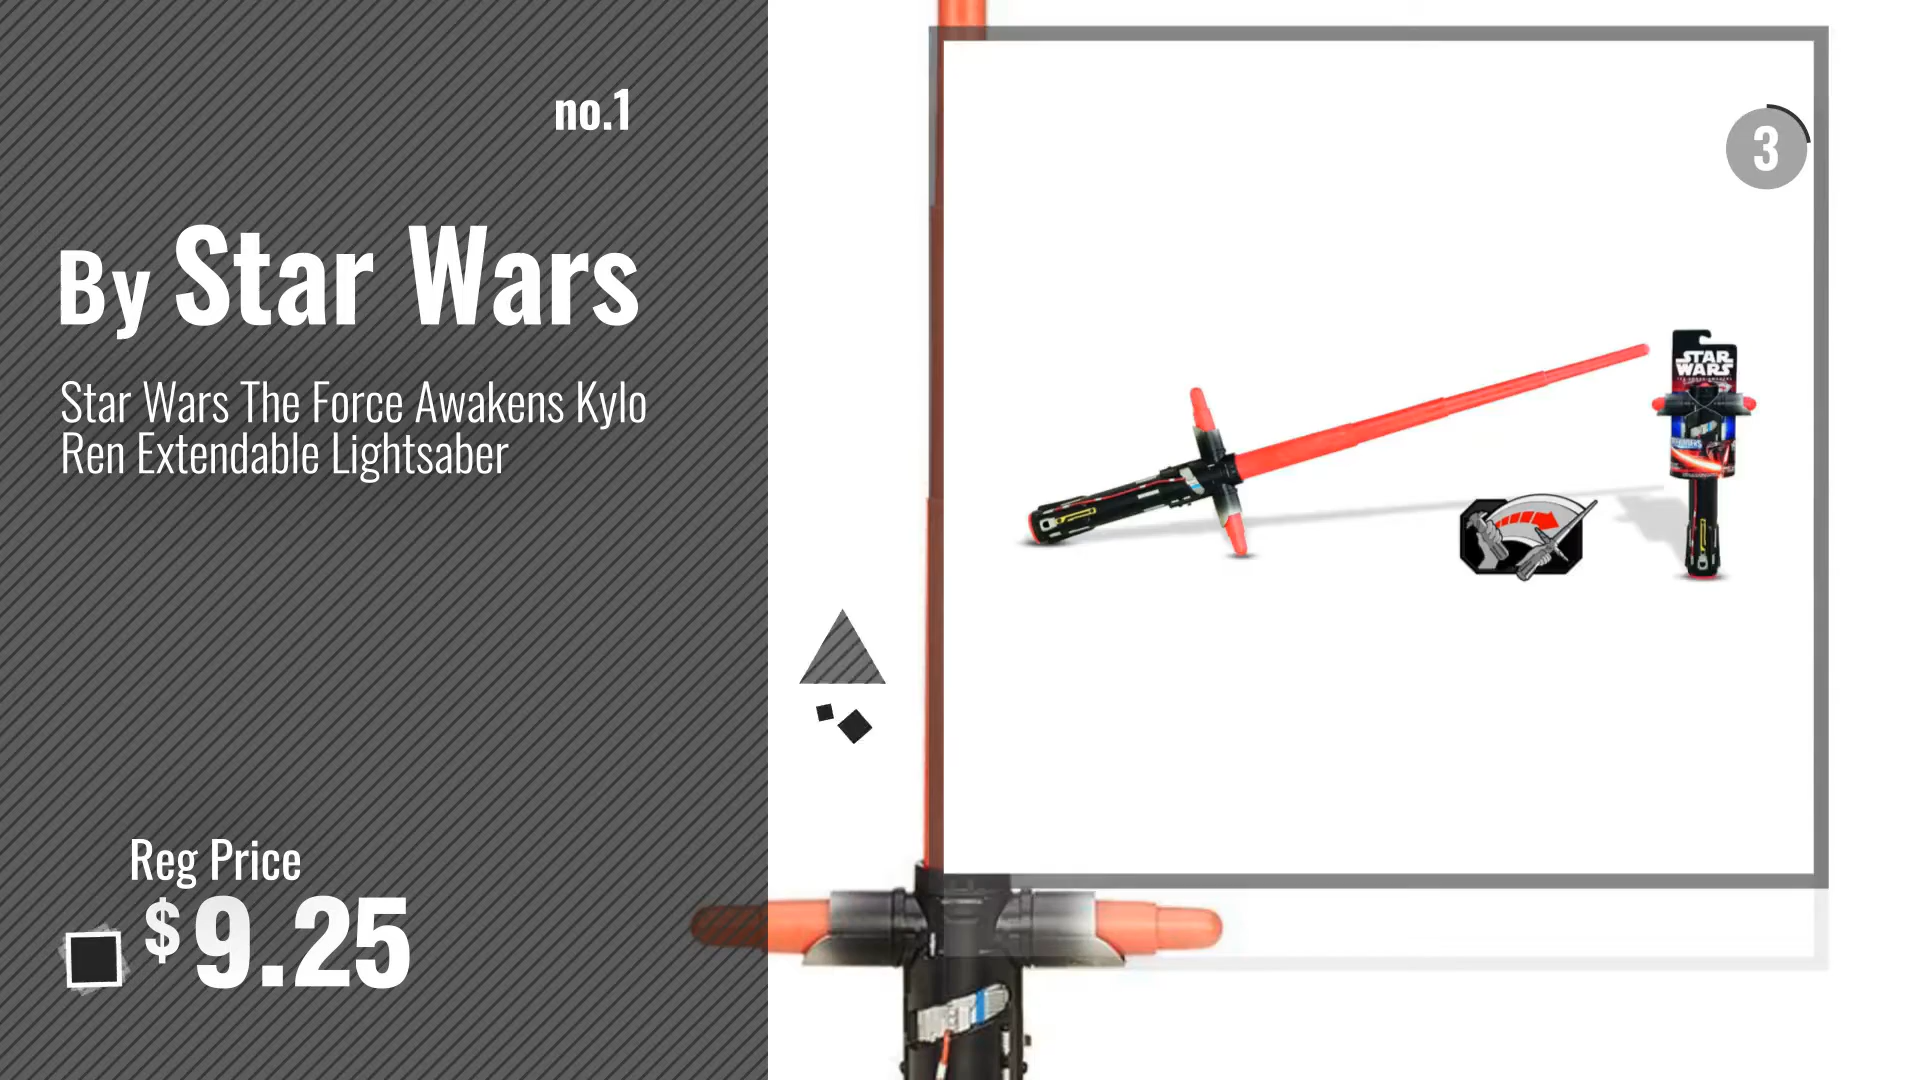 no.1
3
By Star Wars
Star Wars The Force Awakens Kylo
Ren Extendable Lightsaber
STAR
WARS
Reg Price
$9.25